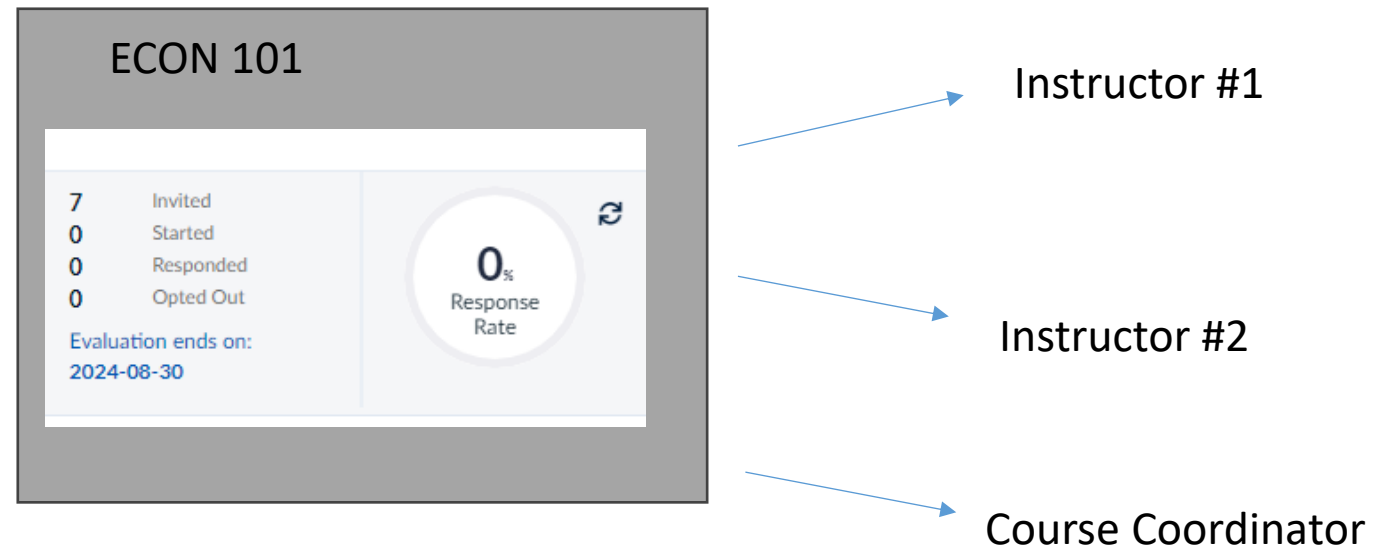 ECON 101
7 Invited
0 Started
0 Responded
0 Opted Out
Evaluation ends on:
2024-08-30
0%
Response
Rate
Instructor #1
Instructor #2
Course Coordinator